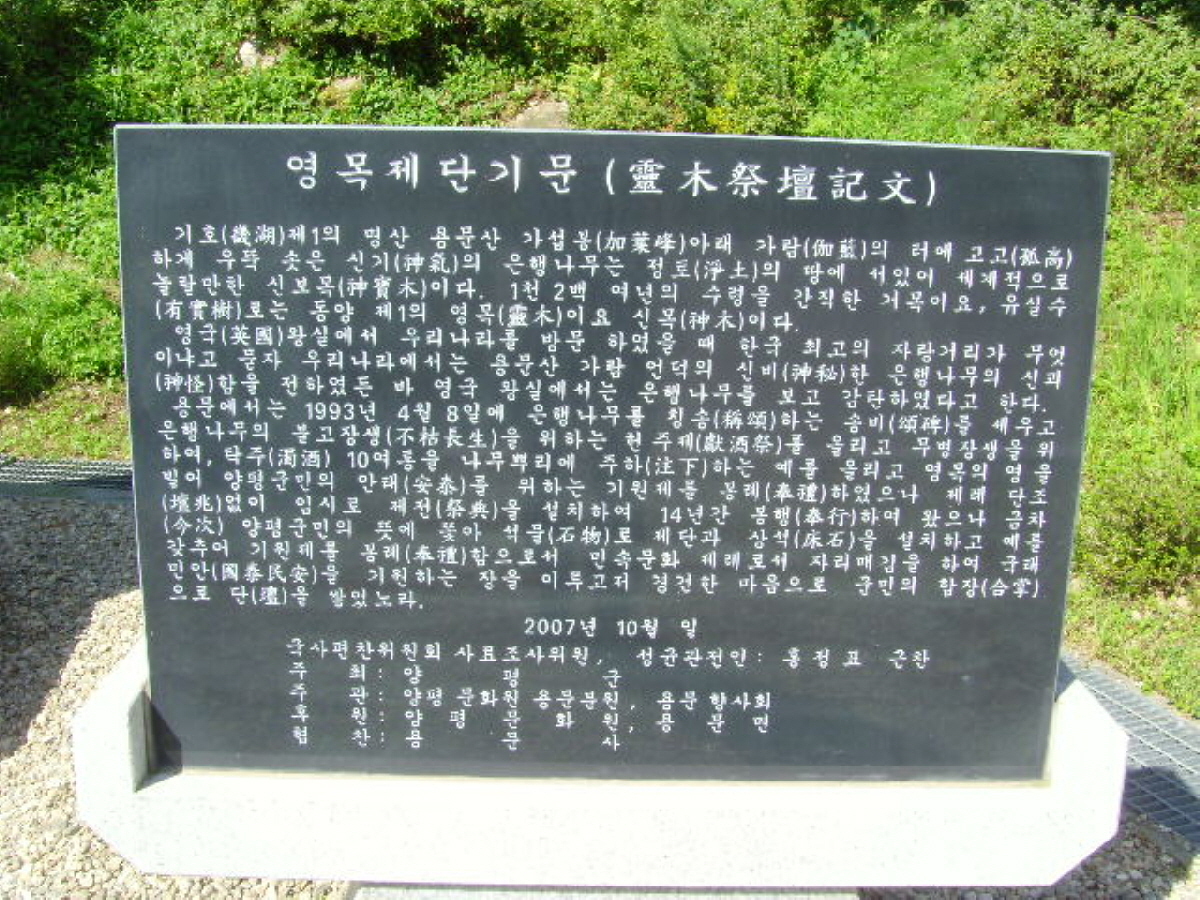 영목제단기문 (靈木祭壇記文)
기호(畿湖)제1의 명산 용문산 가섭봉(加葉峰)아래 가람(伽藍)의 터에 고고(孤高)
하게 우뚝 솟은 신기(神氣)의 은행나무는 정토(淨土)의 땅에 서있어 세계적으로
놀랄만한 신보목(神寶木)이다. 1천 2백 여년의 수령을 간직한 거목이요, 유실수
(有實樹)로는 동양 제1의 영목(靈木)이요 신목(神木)이다.
영국(英國)왕실에서 우리나라를 방문 하였을 때 한국 최고의 자랑거리가 무엇
이냐고 묻자 우리나라에서는 용문산 가람 언덕의 신비(神秘)한 은행나무의 신괴
(神怪)함을 전하였든 바 영국 왕실에서는 은행나무를 보고 감탄하였다고 한다.
용문에서는 1993년 4월 8일에 은행나무를 칭송(稱頌)하는 송비(頌碑)를 세우고
은행나무의 불고장생(不枯長生)을 위하는 헌주제(獻酒祭)를 올리고 무병장생을 위
하여, 탁주(濁酒) 10여통을 나무뿌리에 주하(注下)하는 예를 올리고 영목의 영을
빌어 양평군민의 안태(安泰)를 위하는 기원제를 봉례(奉禮)하였으나 제례 단조
(壇兆)없이 임시로 제전(祭典)을 설치하여 14년간 봉행(奉行)하여 왔으나 금차
(今次) 양평군민의 뜻에 쫓아 석물(石物)로 제단과 상석(床石)을 설치하고 예를
갖추어 기원제를 봉례(奉禮)함으로서 민속문화 제례로서 자리매김을 하여 국태
민안(國泰民安)을 기원하는 장을 이루고저 경건한 마음으로 군민의 합장(合掌)
으로 단(壇)을 쌓았노라.
2007년 10월 일
국사편찬위원회 사료조사위원, 성균관전인 : 홍정표 근찬
주 최 : 양 평 군
주 관 : 양평 문화원 용문분원, 용문 향사회
후 원 : 양 평 문 화 원, 용 문 면
협 찬 : 용 문 사